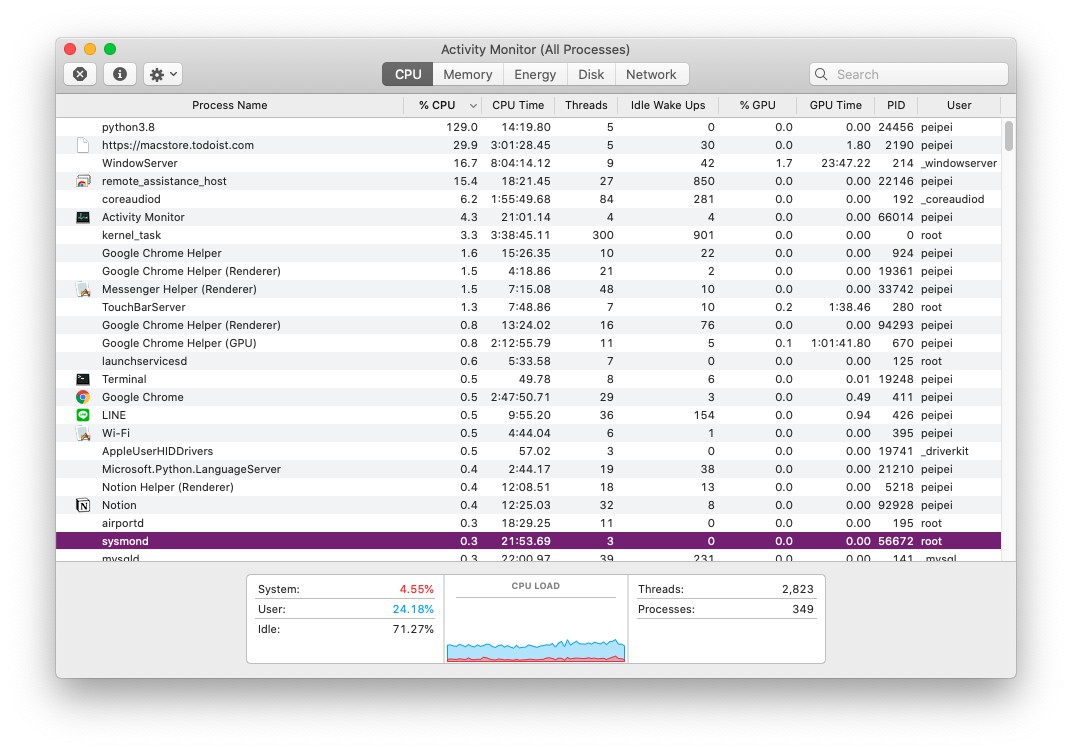 Activity Monitor (All Processes)
CPU Memory Energy Disk Network Search
Process Name % CPU CPU Time Threads Idle Wake Ups % GPU GPU Time PID User
python3.8 129.0 14:19.80 5 0 0.0 0.00 24456 peipei
https://macstore.todoist.com 29.9 3:01:28.45 5 30 0.0 1.80 2190 peipei
WindowServer 16.7 8:04:14.12 9 42 1.7 23:47.22 214 _windowserver
remote_assistance_host 15.4 18:21.45 27 850 0.0 0.00 22146 peipei
coreaudiod 6.2 1:55:49.68 84 281 0.0 0.00 192 _coreaudiod
Activity Monitor 4.3 21:01.14 4 4 0.0 0.00 66014 peipei
kernel_task 3.3 3:38:45.11 300 901 0.0 0.00 0 root
Google Chrome Helper 1.6 15:26.35 10 22 0.0 0.00 924 peipei
Google Chrome Helper (Renderer) 1.5 4:18.86 21 2 0.0 0.00 19361 peipei
Messenger Helper (Renderer) 1.5 7:15.08 48 10 0.0 0.00 33742 peipei
TouchBarServer 1.3 7:48.86 7 10 0.2 1:38.46 280 root
Google Chrome Helper (Renderer) 0.8 13:24.02 16 76 0.0 0.00 94293 peipei
Google Chrome Helper (GPU) 0.8 2:12:55.79 11 5 0.1 1:01:41.80 670 peipei
launchservicesd 0.6 5:33.58 7 0 0.0 0.00 125 root
Terminal 0.5 49.78 8 6 0.0 0.01 19248 peipei
Google Chrome 0.5 2:47:50.71 29 3 0.0 0.49 411 peipei
LINE 0.5 9:55.20 36 154 0.0 0.94 426 peipei
Wi-Fi 0.5 4:44.04 6 1 0.0 0.00 395 peipei
AppleUserHIDDrivers 0.5 57.02 3 0 0.0 0.00 19741 _driverkit
Microsoft.Python.LanguageServer 0.4 2:44.17 19 38 0.0 0.00 21210 peipei
Notion Helper (Renderer) 0.4 12:08.51 18 13 0.0 0.00 5218 peipei
Notion 0.4 12:25.03 32 8 0.0 0.00 92928 peipei
airportd 0.3 18:29.25 11 0 0.0 0.00 195 root
sysmond 0.3 21:53.69 3 0 0.0 0.00 56672 root
mysqld 0.3 22:00.97 39 231 0.0 0.00 141 _mysql
System: 4.55% CPU LOAD Threads: 2,823
User: 24.18% Processes: 349
Idle: 71.27%